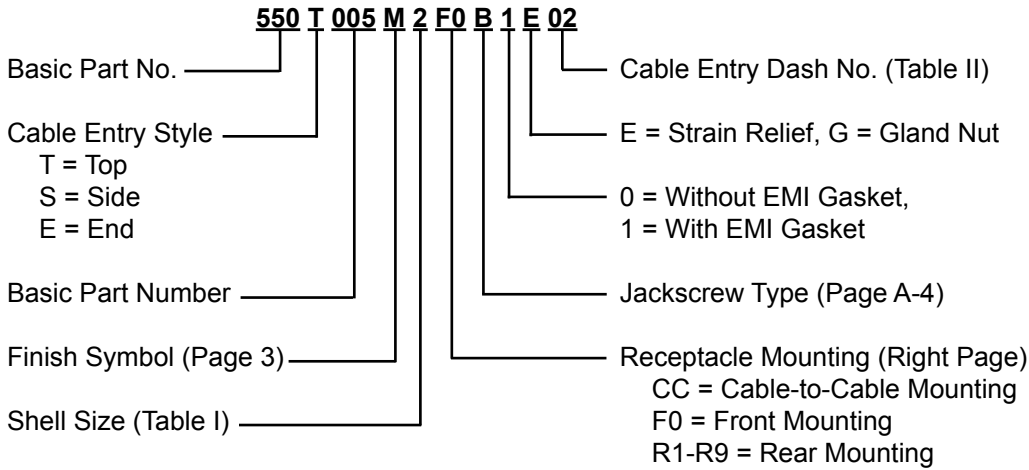 550 T 005 M 2 F0 B 1 E 02
Basic Part No.
Cable Entry Style
T = Top
S = Side
E = End
Basic Part Number
Finish Symbol (Page 3)
Shell Size (Table I)
Cable Entry Dash No. (Table II)
E = Strain Relief, G = Gland Nut
0 = Without EMI Gasket,
1 = With EMI Gasket
Jackscrew Type (Page A-4)
Receptacle Mounting (Right Page)
CC = Cable-to-Cable Mounting
F0 = Front Mounting
R1-R9 = Rear Mounting